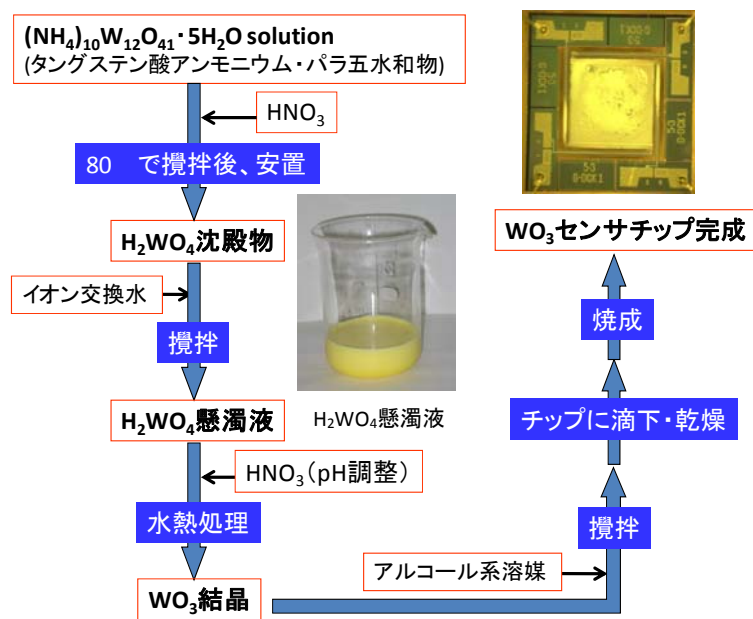 (NH₄)₁₀W₁₂O₄₁・5H₂O solution
(タングステン酸アンモニウム・パラ五水和物)
HNO₃
80　で攪拌後、安置
H₂WO₄沈殿物
イオン交換水
攪拌
H₂WO₄懸濁液
H₂WO₄懸濁液
HNO₃（pH調整）
水熱処理
WO₃結晶
アルコール系溶媒
攪拌
チップに滴下・乾燥
焼成
WO₃センサチップ完成